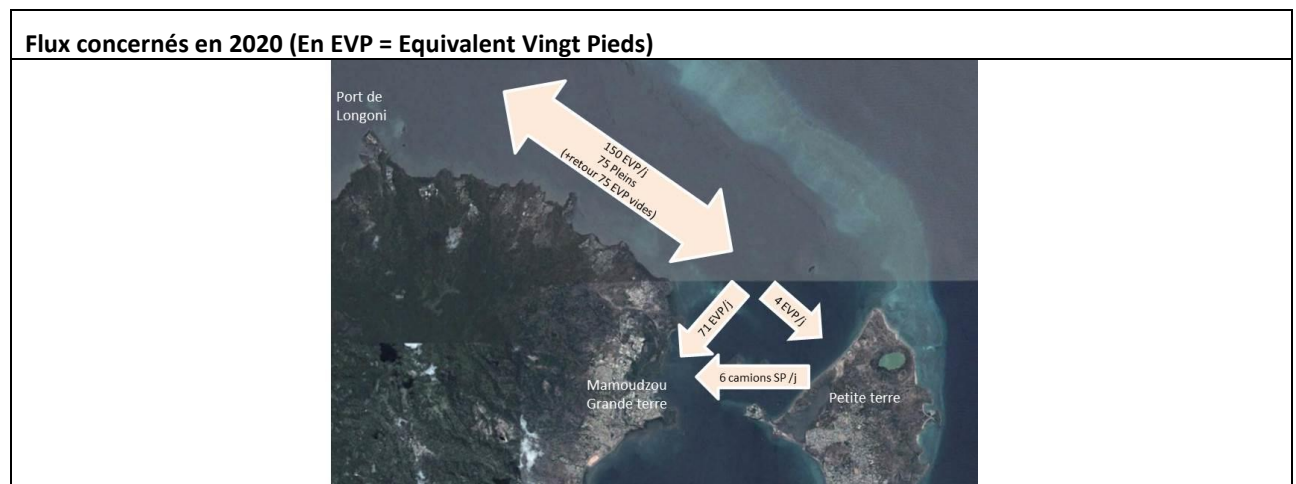 Flux concernés en 2020 (En EVP = Equivalent Vingt Pieds)
Port de
Longoni
150 EVP/j
75 Pleins
(+retour 75 EVP vides)
71 EVP/j
4 EVP/j
6 camions SP /j
Mamoudzou
Grande terre
Petite terre